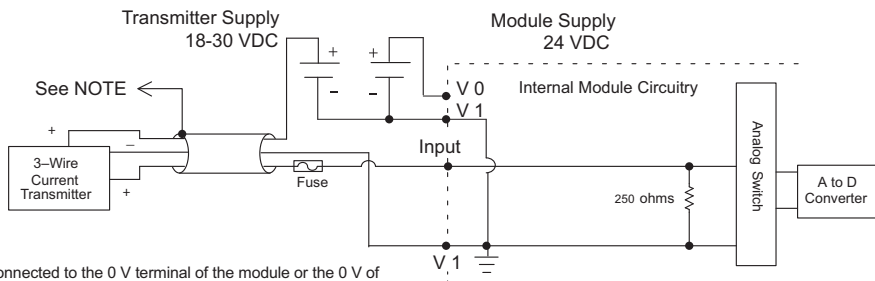 Transmitter Supply
18-30 VDC
Module Supply
24 VDC
See NOTE
+
–
+
–
V 0
V 1
Internal Module Circuitry
+
–
+
3–Wire
Current
Transmitter
Input
Fuse
250 ohms
Analog Switch
A to D
Converter
V 1
onnected to the 0 V terminal of the module or the 0 V of